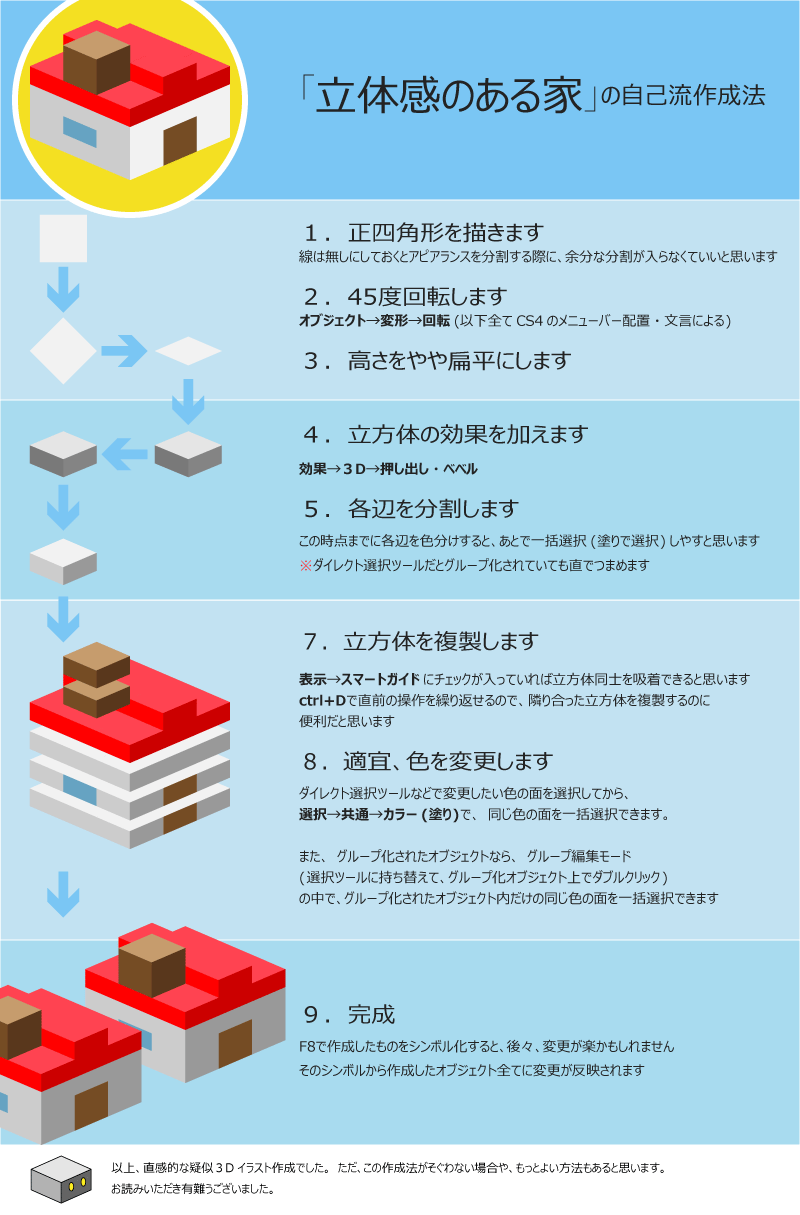 「立体感のある家」の自己流作成法
１．正四角形を描きます
線は無しにしておくとアピアランスを分割する際に、余分な分割が入らなくていいと思います
２．45度回転します
オブジェクト→変形→回転 (以下全て CS4 のメニューバー配置・文言による)
３．高さをやや扁平にします
４．立方体の効果を加えます
効果→３D→押し出し・ベベル
５．各辺を分割します
この時点までに各辺を色分けすると、あとで一括選択 (塗りで選択) しやすと思います
※ダイレクト選択ツールだとグループ化されていても直でつまめます
７．立方体を複製します
表示→スマートガイドにチェックが入っていれば立方体同士を吸着できると思います
ctrl+Dで直前の操作を繰り返せるので、隣り合った立方体を複製するのに
便利だと思います
８．適宜、色を変更します
ダイレクト選択ツールなどで変更したい色の面を選択してから、
選択→共通→カラー (塗り)で、 同じ色の面を一括選択できます。
また、 グループ化されたオブジェクトなら、 グループ編集モード
(選択ツールに持ち替えて、グループ化オブジェクト上でダブルクリック)
の中で、グループ化されたオブジェクト内だけの同じ色の面を一括選択できます
９．完成
F8で作成したものをシンボル化すると、後々、変更が楽かもしれません
そのシンボルから作成したオブジェクト全てに変更が反映されます
以上、直感的な疑似３Dイラスト作成でした。 ただ、この作成法がそぐわない場合や、もっとよい方法もあると思います。
お読みいただき有難うございました。